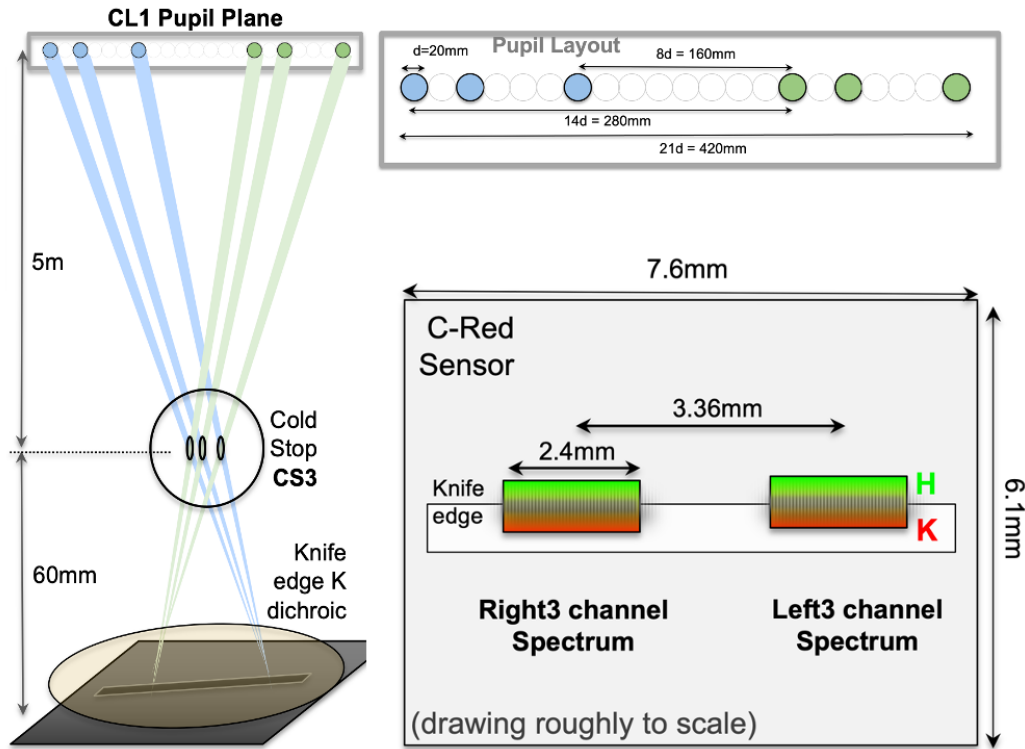 CL1 Pupil Plane
5m
Cold
Stop
CS3
60mm
Knife
edge K
dichroic
Pupil Layout
d=20mm
8d = 160mm
14d = 280mm
21d = 420mm
7.6mm
C-Red
Sensor
3.36mm
2.4mm
Knife
edge
H
K
6.1mm
Right3 channel
Spectrum
Left3 channel
Spectrum
(drawing roughly to scale)